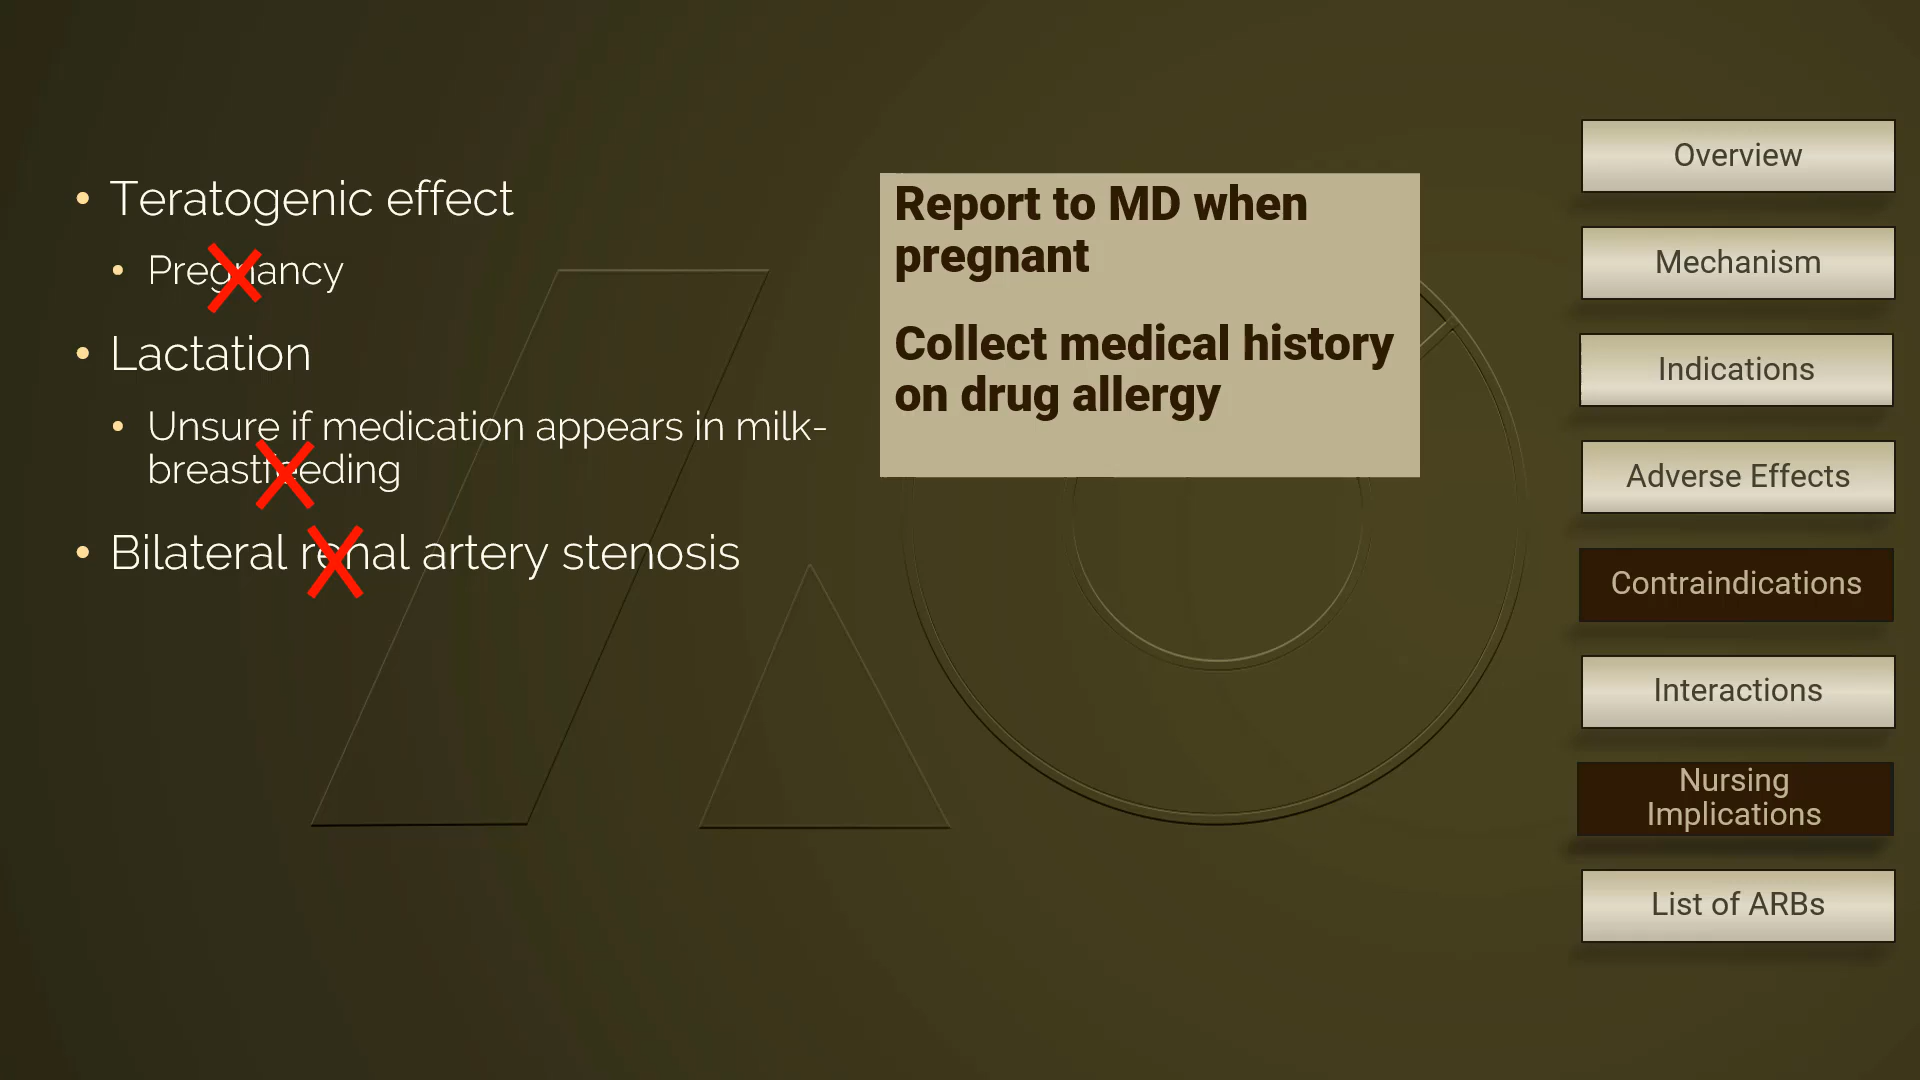 Teratogenic effect
Pregnancy
Lactation
Unsure if medication appears in milk-
breastfeeding
Bilateral renal artery stenosis
Report to MD when
pregnant
Collect medical history
on drug allergy
Overview
Mechanism
Indications
Adverse Effects
Contraindications
Interactions
Nursing
Implications
List of ARBs